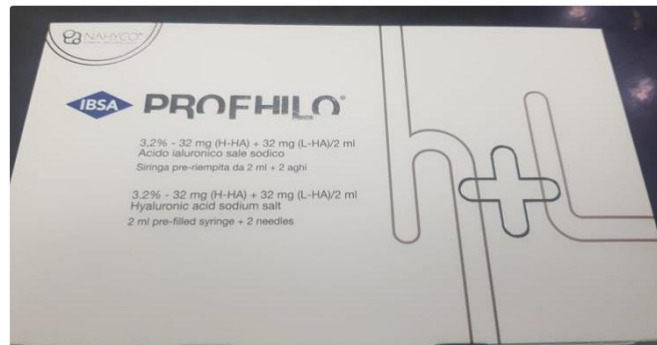 NAHYCO®
IBSA PROFHILO®
3,2% - 32 mg (H-HA) + 32 mg (L-HA)/2 ml
Acido ialuronico sale sodico
Siringa pre-riempita da 2 ml + 2 aghi
3.2% - 32 mg (H-HA) + 32 mg (L-HA)/2 ml
Hyaluronic acid sodium salt
2 ml pre-filled syringe + 2 needles
h+L